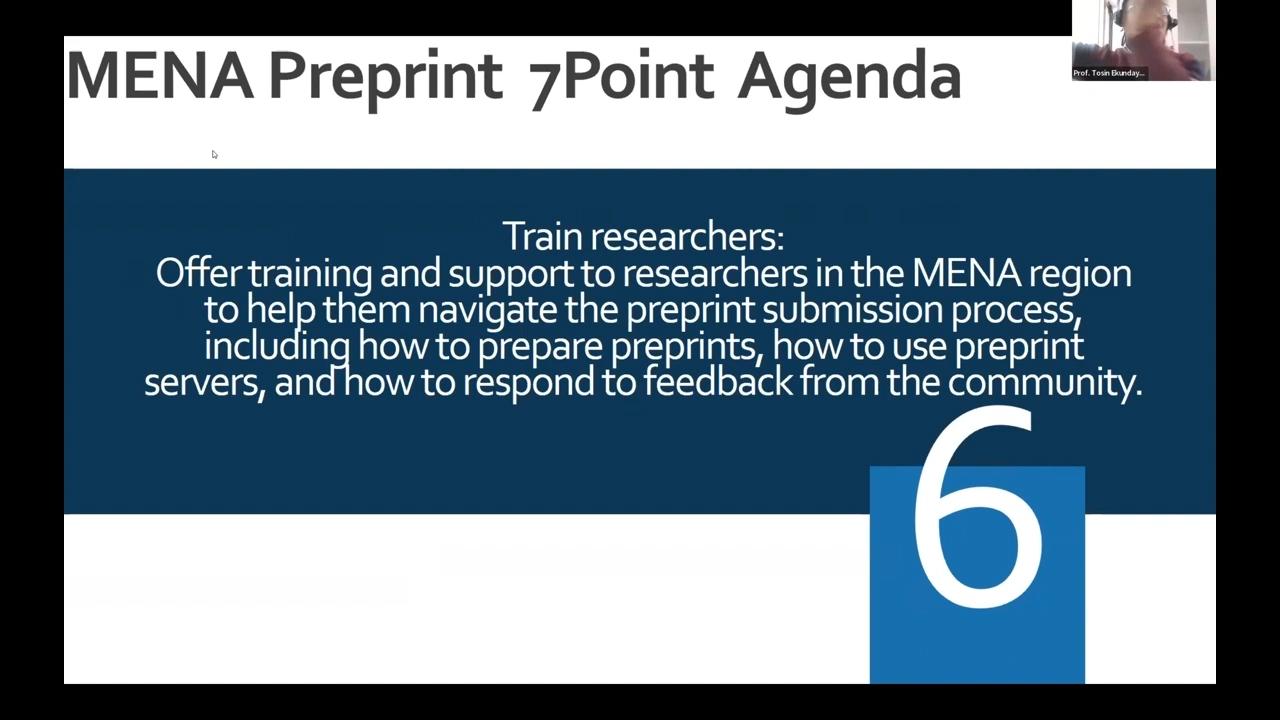 MENA Preprint 7Point Agenda
Prof. Tosin Ekunday...
Train researchers:
Offer training and support to researchers in the MENA region
to help them navigate the preprint submission process,
including how to prepare preprints, how to use preprint
servers, and how to respond to feedback from the community.
6